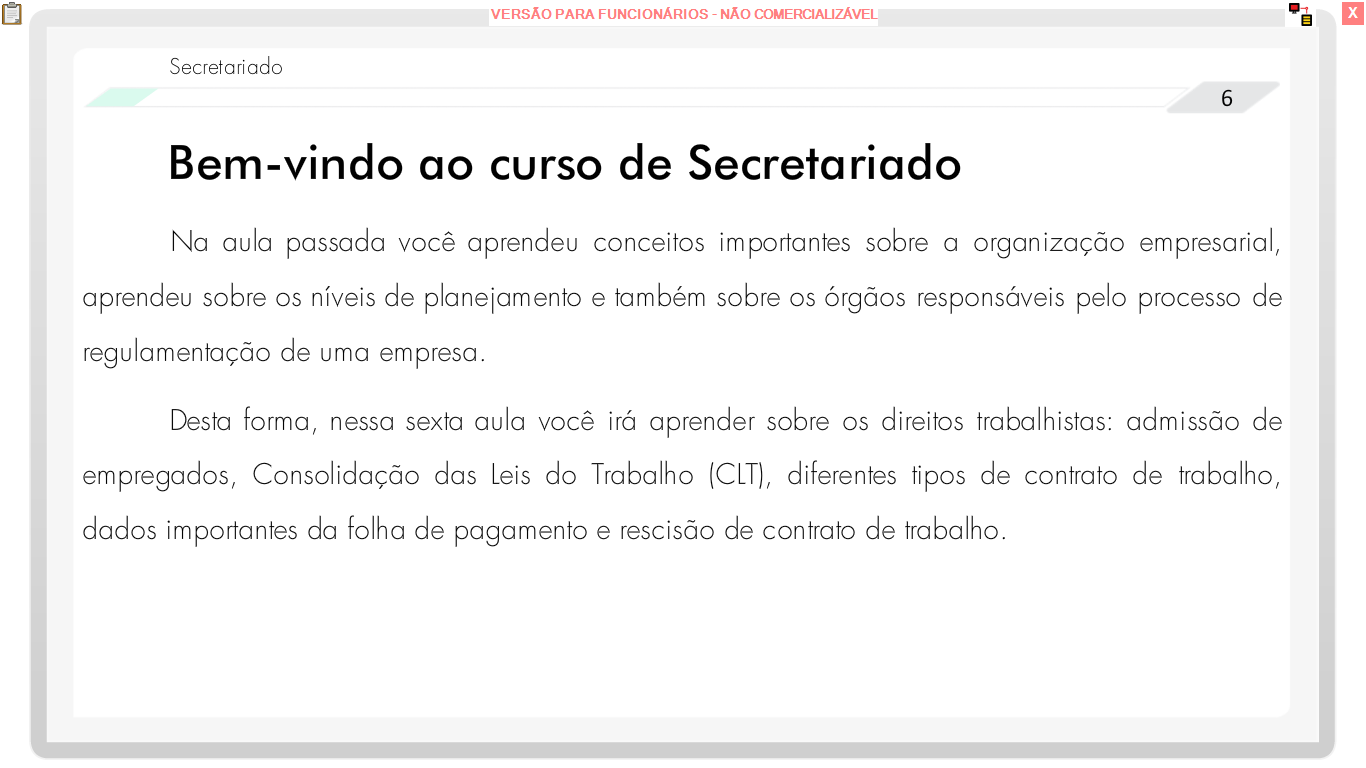 VERSÃO PARA FUNCIONÁRIOS - NÃO COMERCIALIZÁVEL
X
Secretariado
6
Bem-vindo ao curso de Secretariado
Na aula passada você aprendeu conceitos importantes sobre a organização empresarial,
aprendeu sobre os níveis de planejamento e também sobre os órgãos responsáveis pelo processo de
regulamentação de uma empresa.
Desta forma, nessa sexta aula você irá aprender sobre os direitos trabalhistas: admissão de
empregados, Consolidação das Leis do Trabalho (CLT), diferentes tipos de contrato de trabalho,
dados importantes da folha de pagamento e rescisão de contrato de trabalho.